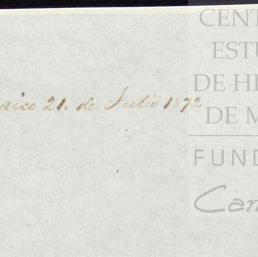 xico 21. de Julio 1872
CENT
ESTU
DE HI
DE M
FUND
Car